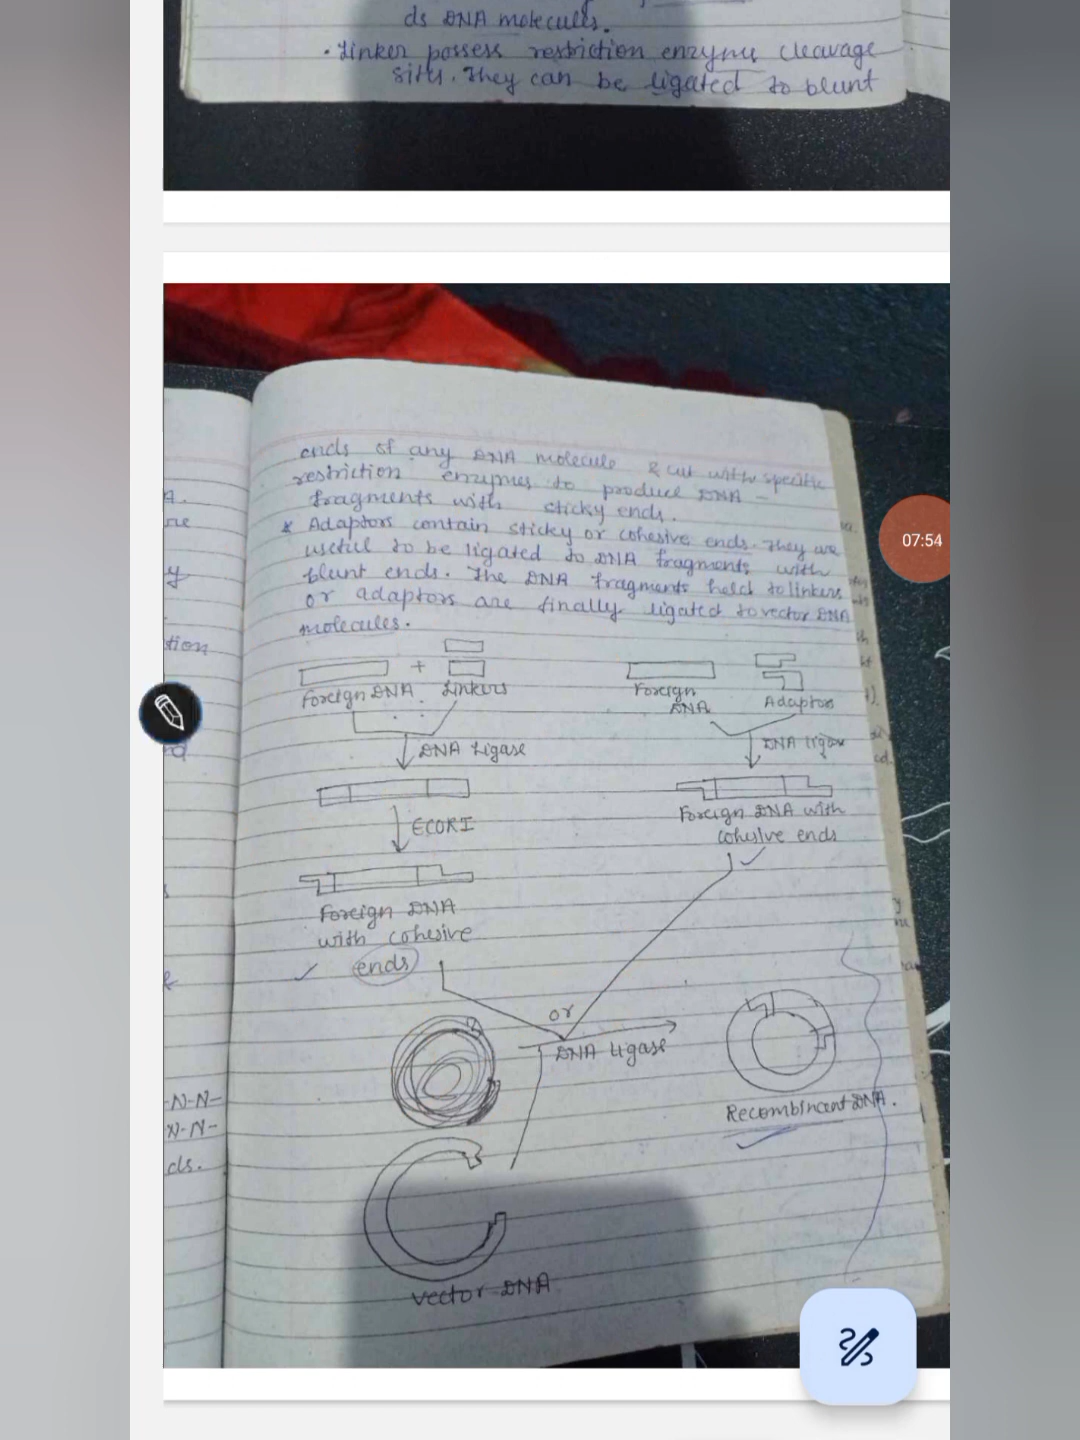 ds DNA molecules.
• Linker possess restriction enzyme cleavage
sites. They can be ligated to blunt
ends of any DNA molecule & cut with specific
restriction enzymes to produce DNA -
fragments with sticky ends.
* Adaptors contain sticky or cohesive ends. They are
useful to be ligated to DNA fragments with
blunt ends. The DNA fragments held to linkers
or adaptors are finally ligated to vector DNA
molecules.
+
Foreign DNA Linkers
Foreign
DNA
Adaptors
DNA Ligase
DNA ligase
ECORI
Foreign DNA with
cohesive ends
Foreign DNA
with cohesive
ends
or
DNA Ligase
Recombinant DNA.
vector DNA
07:54
tion
-N-N-
N-N-
ds.